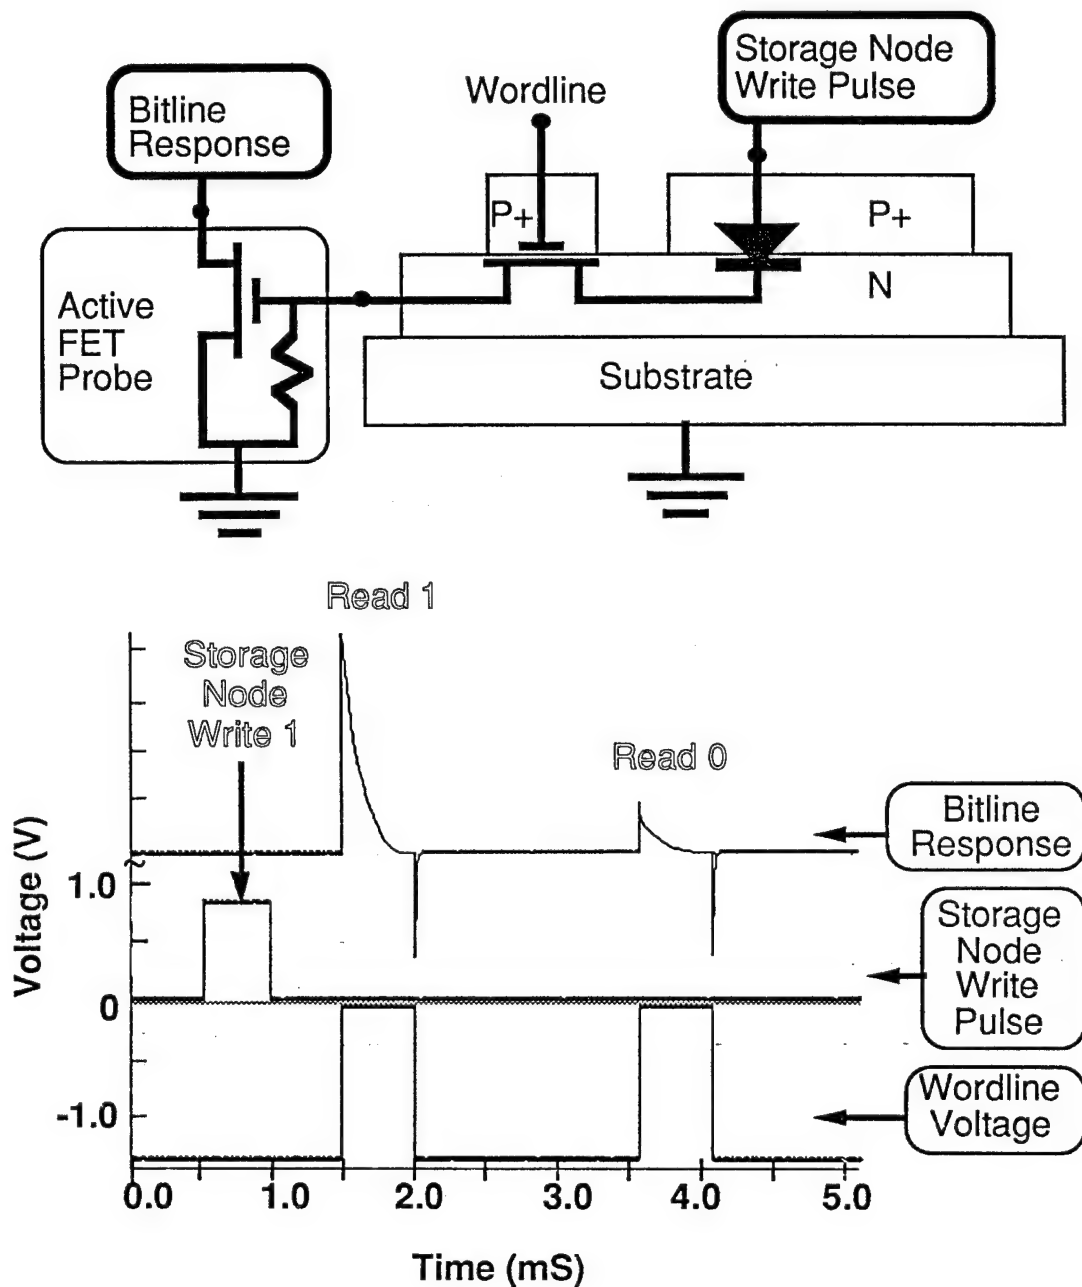 Storage Node
Write Pulse
Wordline
Bitline
Response
P+
P+
N
Active
FET
Probe
Substrate
Read 1
Storage
Node
Write 1
Read 0
Bitline
Response
Storage
Node
Write
Pulse
Wordline
Voltage
Voltage (V)
1.0
0
-1.0
0.0
1.0
2.0
3.0
4.0
5.0
Time (mS)